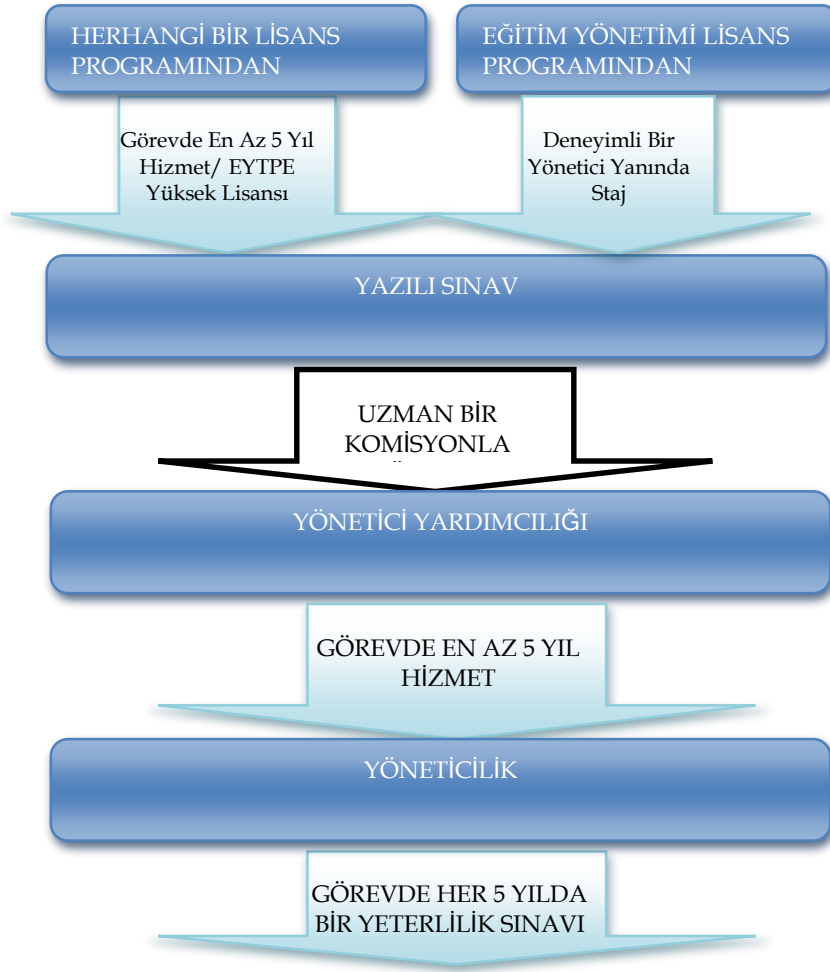 HERHANGİ BİR LİSANS
PROGRAMINDAN
EĞİTİM YÖNETİMİ LİSANS
PROGRAMINDAN
Görevde En Az 5 Yıl
Hizmet/ EYTPE
Yüksek Lisansı
Deneyimli Bir
Yönetici Yanında
Staj
YAZILI SINAV
UZMAN BİR
KOMİSYONLA
YÖNETİCİ YARDIMCILIĞI
GÖREVDE EN AZ 5 YIL
HİZMET
YÖNETİCİLİK
GÖREVDE HER 5 YILDA
BİR YETERLİLİK SINAVI